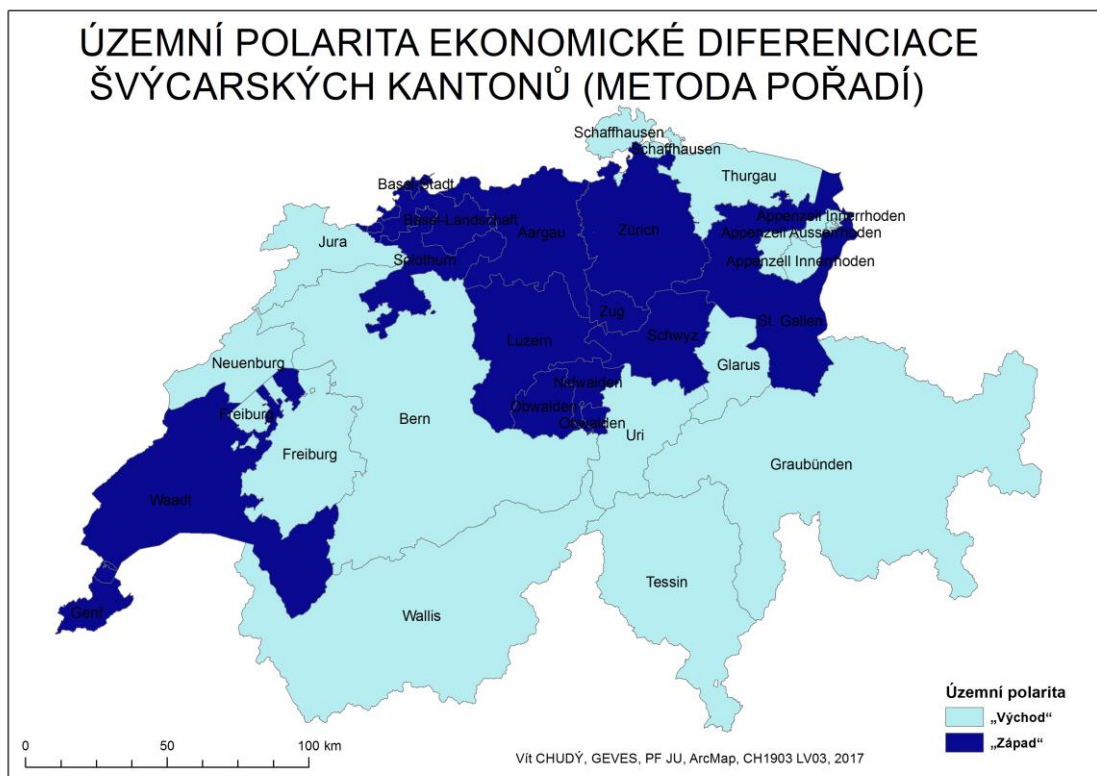 ÚZEMNÍ POLARITA EKONOMICKÉ DIFERENCIACE
ŠVÝCARSKÝCH KANTONŮ (METODA POŘADÍ)
Schaffhausen
Schaffhausen
Thurgau
Basel-Stadt
Basel-Landschaft
Aargau
Zürich
Appenzell Innerrhoden
Appenzell Ausserrhoden
Appenzell Innerrhoden
Jura
Solothurn
Zug
St. Gallen
Luzern
Schwyz
Neuenburg
Glarus
Nidwalden
Obwalden
Obwalden
Freiburg
Bern
Uri
Freiburg
Graubünden
Waadt
Tessin
Gent
Wallis
Územní polarita
„Východ“
„Západ“
0 50 100 km
Vít CHUDÝ, GEVES, PF JU, ArcMap, CH1903 LV03, 2017